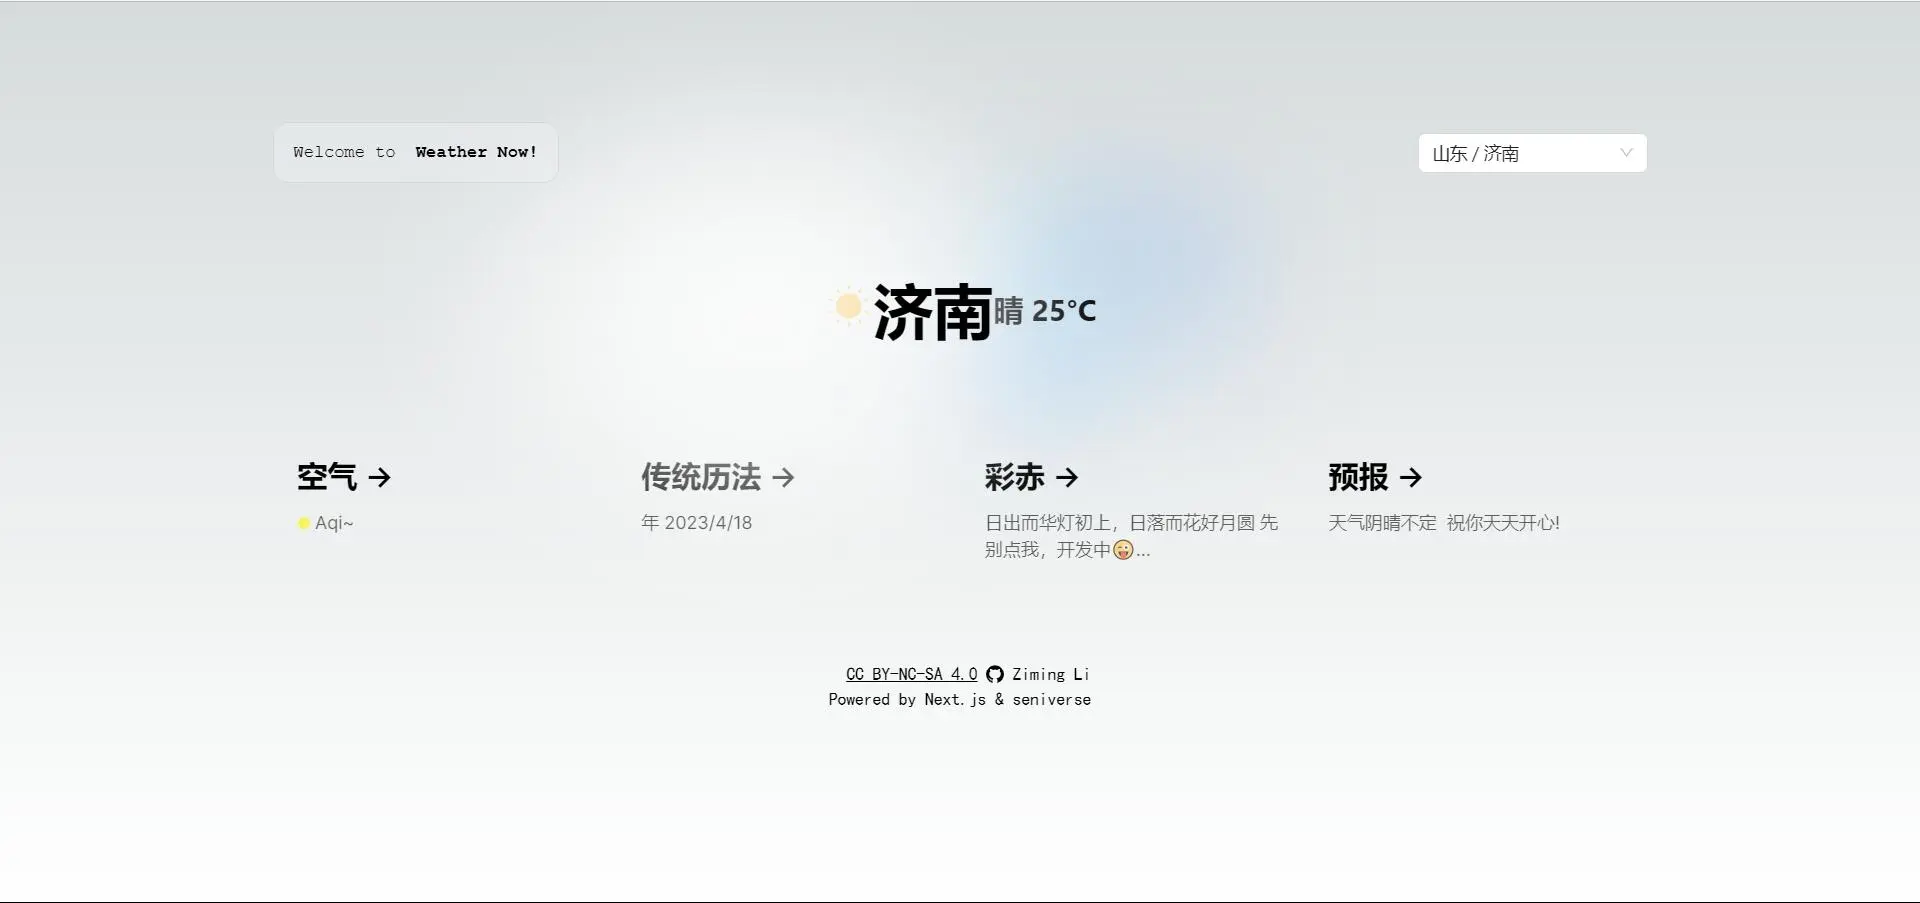 Welcome to Weather Now!
山东 / 济南
济南晴 25°C
空气 →
Aqi~
传统历法 →
年 2023/4/18
彩赤 →
日出而华灯初上，日落而花好月圆 先
别点我，开发中😜...
预报 →
天气阴晴不定 祝你天天开心!
CC BY-NC-SA 4.0 Ziming Li
Powered by Next.js & seniverse